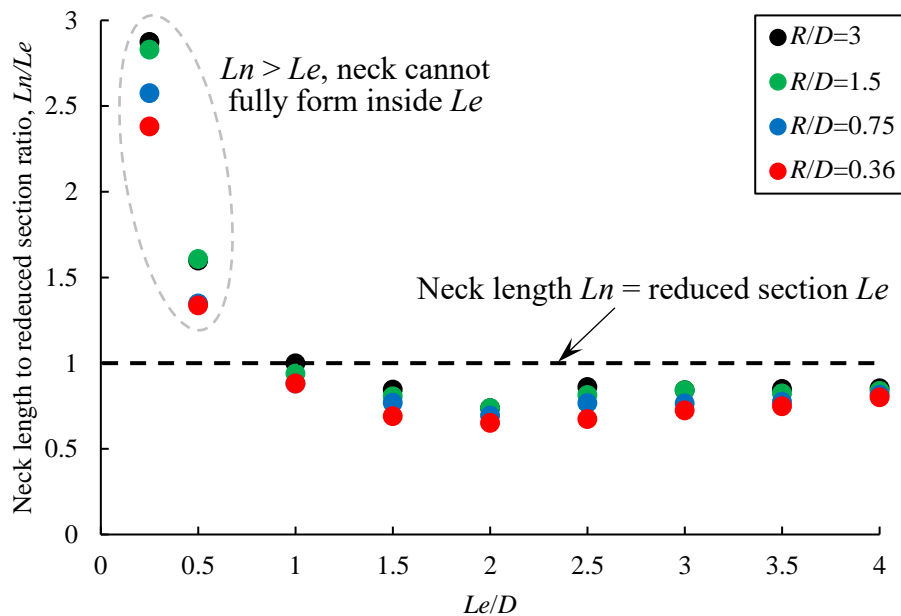 Neck length to redeuced section ratio, Ln/Le
3
2.5
2
1.5
1
0.5
0
0
0.5
1
1.5
2
2.5
3
3.5
4
Le/D
Ln > Le, neck cannot
fully form inside Le
Neck length Ln = reduced section Le
R/D=3
R/D=1.5
R/D=0.75
R/D=0.36